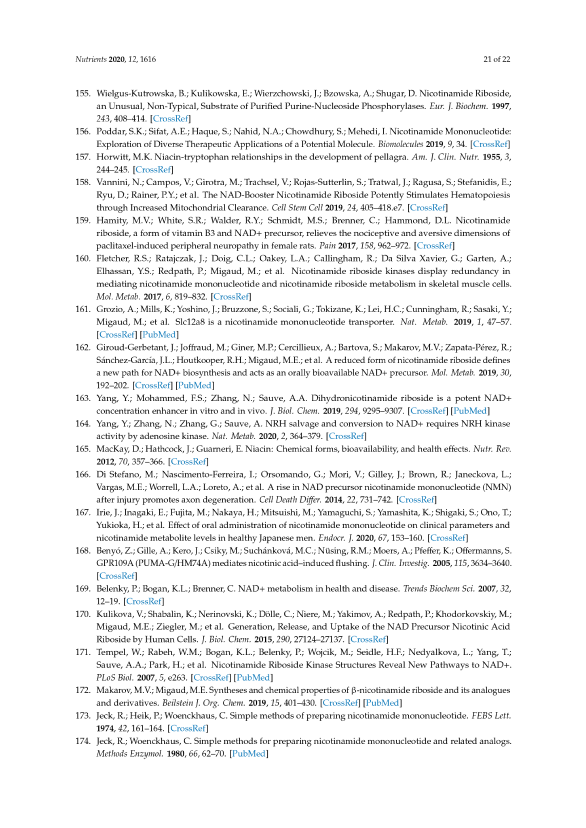 Nutrients 2020, 12, 1616
21 of 22
155. Wielgus-Kutrowska, B.; Kulikowska, E.; Wierzchowski, J.; Bzowska, A.; Shugar, D. Nicotinamide Riboside,
an Unusual, Non-Typical, Substrate of Purified Purine-Nucleoside Phosphorylases. Eur. J. Biochem. 1997,
243, 408–414. [CrossRef]
156. Poddar, S.K.; Sifat, A.E.; Haque, S.; Nahid, N.A.; Chowdhury, S.; Mehedi, I. Nicotinamide Mononucleotide:
Exploration of Diverse Therapeutic Applications of a Potential Molecule. Biomolecules 2019, 9, 34. [CrossRef]
157. Horwitt, M.K. Niacin-tryptophan relationships in the development of pellagra. Am. J. Clin. Nutr. 1955, 3,
244–245. [CrossRef]
158. Vannini, N.; Campos, V.; Girotra, M.; Trachsel, V.; Rojas-Sutterlin, S.; Tratwal, J.; Ragusa, S.; Stefanidis, E.;
Ryu, D.; Rainer, P.Y.; et al. The NAD-Booster Nicotinamide Riboside Potently Stimulates Hematopoiesis
through Increased Mitochondrial Clearance. Cell Stem Cell 2019, 24, 405–418.e7. [CrossRef]
159. Hamity, M.V.; White, S.R.; Walder, R.Y.; Schmidt, M.S.; Brenner, C.; Hammond, D.L. Nicotinamide
riboside, a form of vitamin B3 and NAD+ precursor, relieves the nociceptive and aversive dimensions of
paclitaxel-induced peripheral neuropathy in female rats. Pain 2017, 158, 962–972. [CrossRef]
160. Fletcher, R.S.; Ratajczak, J.; Doig, C.L.; Oakey, L.A.; Callingham, R.; Da Silva Xavier, G.; Garten, A.;
Elhassan, Y.S.; Redpath, P.; Migaud, M.; et al. Nicotinamide riboside kinases display redundancy in
mediating nicotinamide mononucleotide and nicotinamide riboside metabolism in skeletal muscle cells.
Mol. Metab. 2017, 6, 819–832. [CrossRef]
161. Grozio, A.; Mills, K.; Yoshino, J.; Bruzzone, S.; Sociali, G.; Tokizane, K.; Lei, H.C.; Cunningham, R.; Sasaki, Y.;
Migaud, M.; et al. Slc12a8 is a nicotinamide mononucleotide transporter. Nat. Metab. 2019, 1, 47–57.
[CrossRef] [PubMed]
162. Giroud-Gerbetant, J.; Joffraud, M.; Giner, M.P.; Cercillieux, A.; Bartova, S.; Makarov, M.V.; Zapata-Pérez, R.;
Sánchez-García, J.L.; Houtkooper, R.H.; Migaud, M.E.; et al. A reduced form of nicotinamide riboside defines
a new path for NAD+ biosynthesis and acts as an orally bioavailable NAD+ precursor. Mol. Metab. 2019, 30,
192–202. [CrossRef] [PubMed]
163. Yang, Y.; Mohammed, F.S.; Zhang, N.; Sauve, A.A. Dihydronicotinamide riboside is a potent NAD+
concentration enhancer in vitro and in vivo. J. Biol. Chem. 2019, 294, 9295–9307. [CrossRef] [PubMed]
164. Yang, Y.; Zhang, N.; Zhang, G.; Sauve, A. NRH salvage and conversion to NAD+ requires NRH kinase
activity by adenosine kinase. Nat. Metab. 2020, 2, 364–379. [CrossRef]
165. MacKay, D.; Hathcock, J.; Guarneri, E. Niacin: Chemical forms, bioavailability, and health effects. Nutr. Rev.
2012, 70, 357–366. [CrossRef]
166. Di Stefano, M.; Nascimento-Ferreira, I.; Orsomando, G.; Mori, V.; Gilley, J.; Brown, R.; Janeckova, L.;
Vargas, M.E.; Worrell, L.A.; Loreto, A.; et al. A rise in NAD precursor nicotinamide mononucleotide (NMN)
after injury promotes axon degeneration. Cell Death Differ. 2014, 22, 731–742. [CrossRef]
167. Irie, J.; Inagaki, E.; Fujita, M.; Nakaya, H.; Mitsuishi, M.; Yamaguchi, S.; Yamashita, K.; Shigaki, S.; Ono, T.;
Yukioka, H.; et al. Effect of oral administration of nicotinamide mononucleotide on clinical parameters and
nicotinamide metabolite levels in healthy Japanese men. Endocr. J. 2020, 67, 153–160. [CrossRef]
168. Benyó, Z.; Gille, A.; Kero, J.; Csiky, M.; Suchánková, M.C.; Nüsing, R.M.; Moers, A.; Pfeffer, K.; Offermanns, S.
GPR109A (PUMA-G/HM74A) mediates nicotinic acid–induced flushing. J. Clin. Investig. 2005, 115, 3634–3640.
[CrossRef]
169. Belenky, P.; Bogan, K.L.; Brenner, C. NAD+ metabolism in health and disease. Trends Biochem Sci. 2007, 32,
12–19. [CrossRef]
170. Kulikova, V.; Shabalin, K.; Nerinovski, K.; Dölle, C.; Niere, M.; Yakimov, A.; Redpath, P.; Khodorkovskiy, M.;
Migaud, M.E.; Ziegler, M.; et al. Generation, Release, and Uptake of the NAD Precursor Nicotinic Acid
Riboside by Human Cells. J. Biol. Chem. 2015, 290, 27124–27137. [CrossRef]
171. Tempel, W.; Rabeh, W.M.; Bogan, K.L.; Belenky, P.; Wojcik, M.; Seidle, H.F.; Nedyalkova, L.; Yang, T.;
Sauve, A.A.; Park, H.; et al. Nicotinamide Riboside Kinase Structures Reveal New Pathways to NAD+.
PLoS Biol. 2007, 5, e263. [CrossRef] [PubMed]
172. Makarov, M.V.; Migaud, M.E. Syntheses and chemical properties of β-nicotinamide riboside and its analogues
and derivatives. Beilstein J. Org. Chem. 2019, 15, 401–430. [CrossRef] [PubMed]
173. Jeck, R.; Heik, P.; Woenckhaus, C. Simple methods of preparing nicotinamide mononucleotide. FEBS Lett.
1974, 42, 161–164. [CrossRef]
174. Jeck, R.; Woenckhaus, C. Simple methods for preparing nicotinamide mononucleotide and related analogs.
Methods Enzymol. 1980, 66, 62–70. [PubMed]